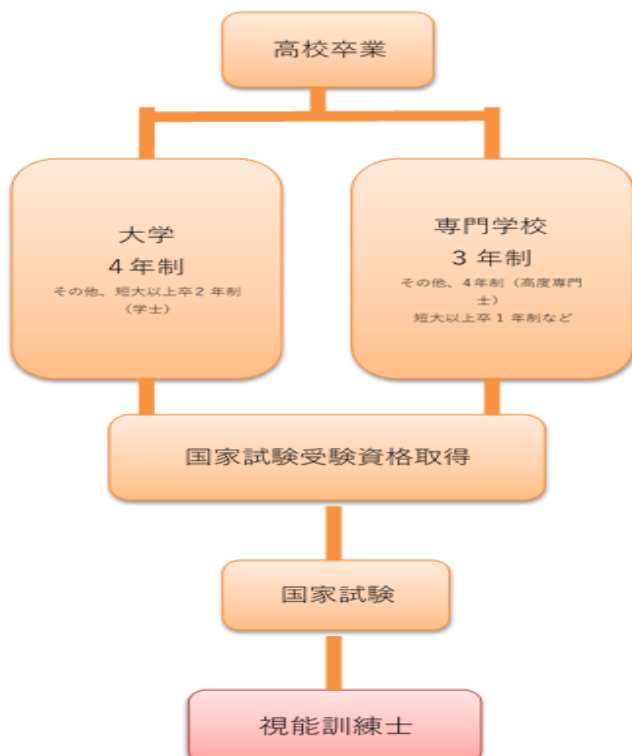 高校卒業
大学
４年制
その他、短大以上卒２年制
（学士）
専門学校
３年制
その他、４年制（高度専門
士）
短大以上卒１年制など
国家試験受験資格取得
国家試験
視能訓練士